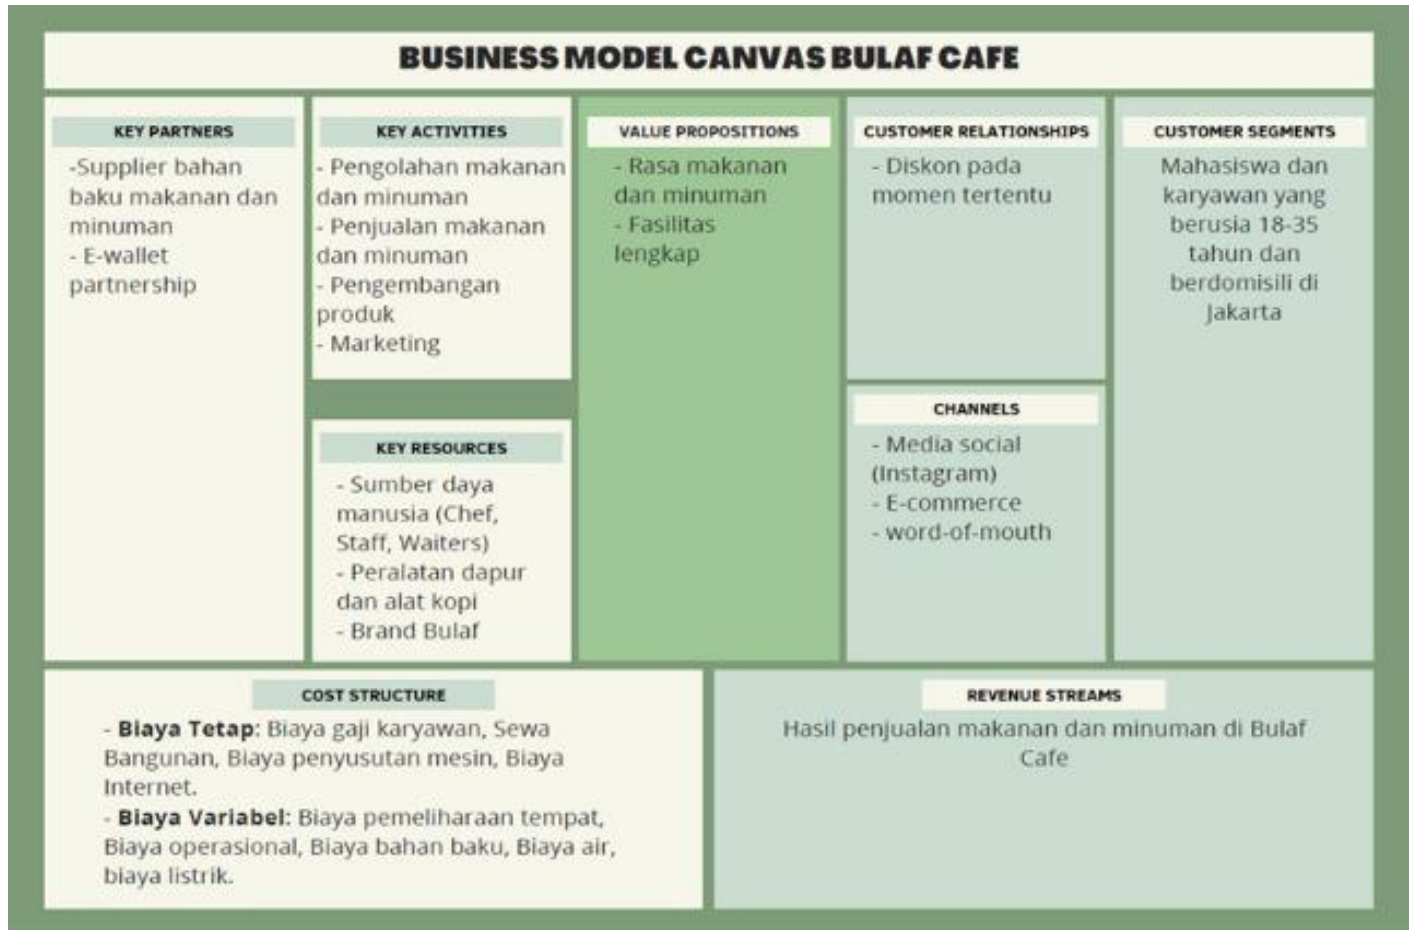 BUSINESS MODEL CANVAS BULAF CAFE
KEY PARTNERS
-Supplier bahan
baku makanan dan
minuman
- E-wallet
partnership
KEY ACTIVITIES
- Pengolahan makanan
dan minuman
- Penjualan makanan
dan minuman
- Pengembangan
produk
- Marketing
KEY RESOURCES
- Sumber daya
manusia (Chef,
Staff, Waiters)
- Peralatan dapur
dan alat kopi
- Brand Bulaf
VALUE PROPOSITIONS
- Rasa makanan
dan minuman
- Fasilitas
lengkap
CUSTOMER RELATIONSHIPS
- Diskon pada
momen tertentu
CHANNELS
- Media social
(Instagram)
- E-commerce
- word-of-mouth
CUSTOMER SEGMENTS
Mahasiswa dan
karyawan yang
berusia 18-35
tahun dan
berdomisili di
Jakarta
COST STRUCTURE
- Biaya Tetap: Biaya gaji karyawan, Sewa
Bangunan, Biaya penyusutan mesin, Biaya
Internet.
- Biaya Variabel: Biaya pemeliharaan tempat,
Biaya operasional, Biaya bahan baku, Biaya air,
biaya listrik.
REVENUE STREAMS
Hasil penjualan makanan dan minuman di Bulaf
Cafe